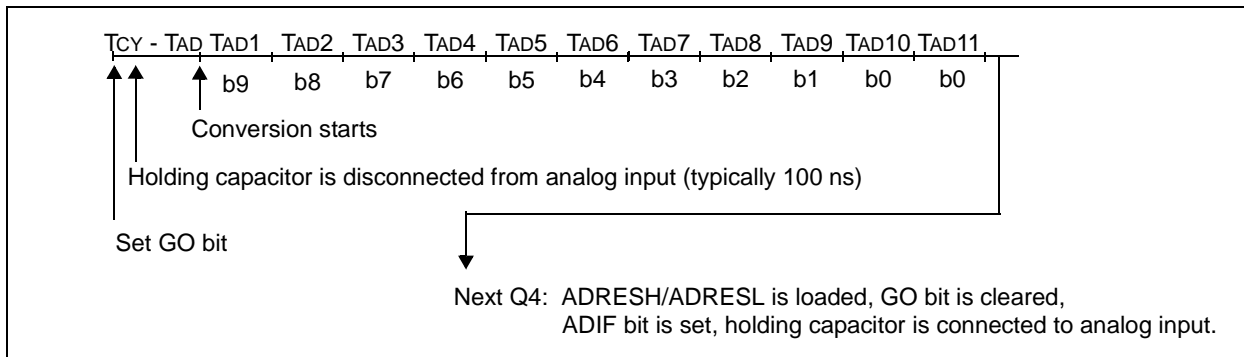 TCY - TAD TAD1 TAD2 TAD3 TAD4 TAD5 TAD6 TAD7 TAD8 TAD9 TAD10 TAD11
b9 b8 b7 b6 b5 b4 b3 b2 b1 b0 b0
Conversion starts
Holding capacitor is disconnected from analog input (typically 100 ns)
Set GO bit
Next Q4: ADRESH/ADRESL is loaded, GO bit is cleared,
ADIF bit is set, holding capacitor is connected to analog input.